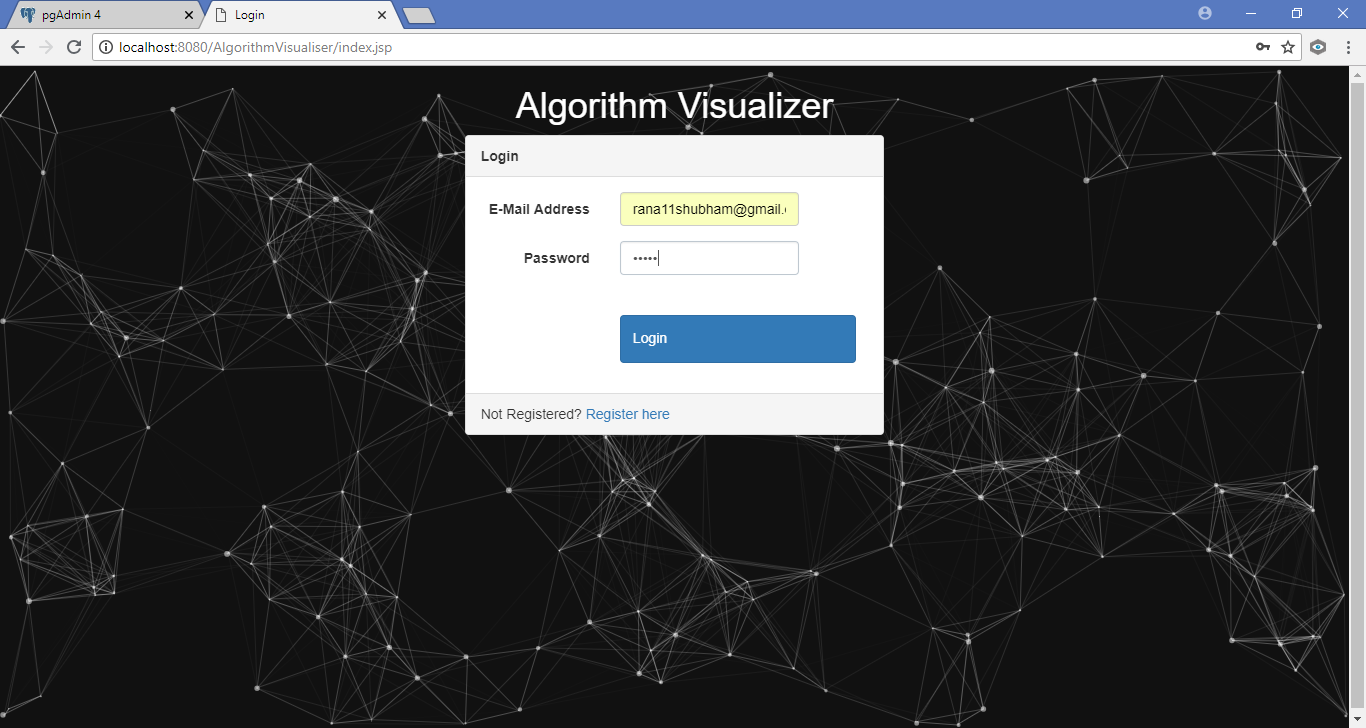 pgAdmin 4 Login
localhost:8080/AlgorithmVisualiser/index.jsp
Algorithm Visualizer
Login
E-Mail Address rana11shubham@gmail.
Password •••••
Login
Not Registered? Register here